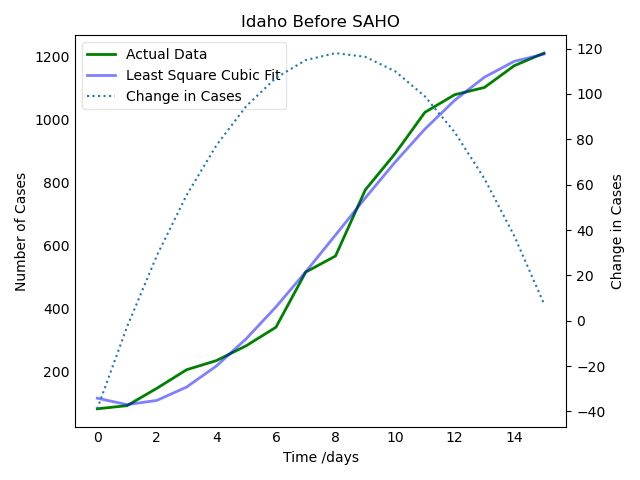 Idaho Before SAHO
Actual Data
Least Square Cubic Fit
Change in Cases
1200
1000
800
600
400
200
Number of Cases
120
100
80
60
40
20
0
−20
−40
Change in Cases
0 2 4 6 8 10 12 14
Time /days